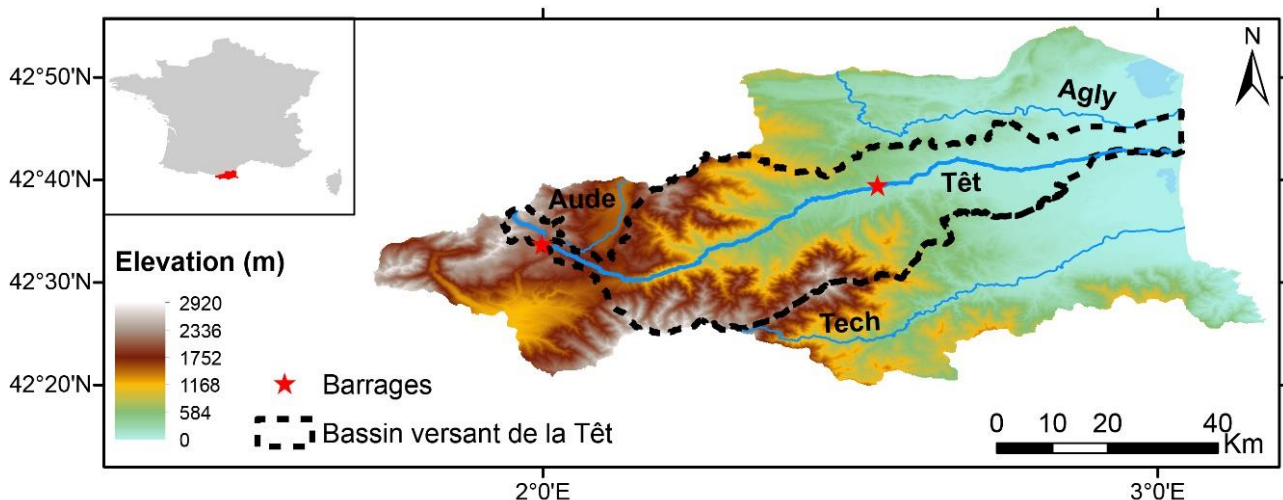 N
42°50'N
Agly
42°40'N
Têt
Aude
Elevation (m)
42°30'N
2920
2336
1752
1168
584
0
Tech
42°20'N
Barrages
Bassin versant de la Têt
0 10 20 40
Km
2°0'E
3°0'E